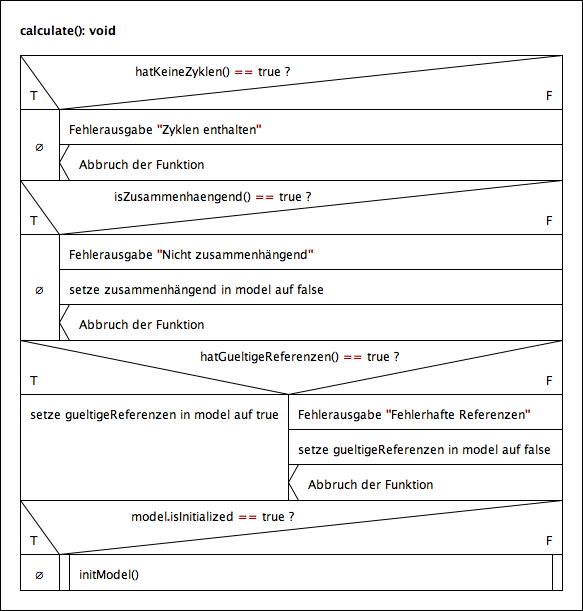 calculate(): void
hatKeineZyklen() == true ?
T F
∅
Fehlerausgabe "Zyklen enthalten"
Abbruch der Funktion
isZusammenhaengend() == true ?
T F
∅
Fehlerausgabe "Nicht zusammenhängend"
setze zusammenhängend in model auf false
Abbruch der Funktion
hatGueltigeReferenzen() == true ?
T F
setze gueltigeReferenzen in model auf true
Fehlerausgabe "Fehlerhafte Referenzen"
setze gueltigeReferenzen in model auf false
Abbruch der Funktion
model.isInitialized == true ?
T F
∅
initModel()